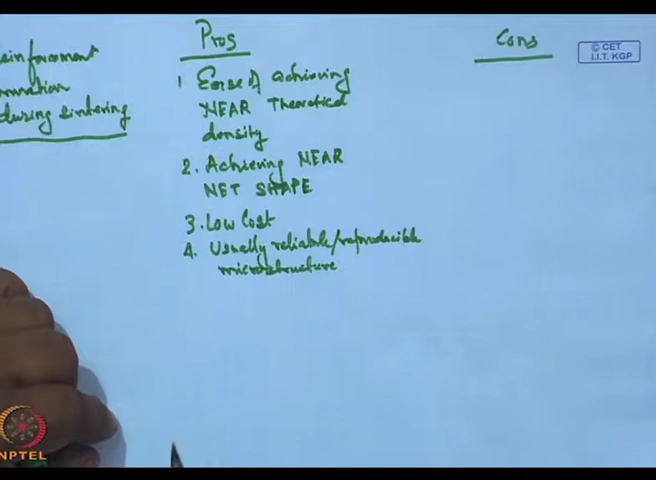 einforcement
rmation
during sintering
Pros
1 Ease of achieving
NEAR Theoretical
density
2. Achieving NEAR
NET SHAPE
3. Low Cost
4. Usually reliable/reproducible
microstructure
Cons
© CET
I.I.T. KGP
NPTEL